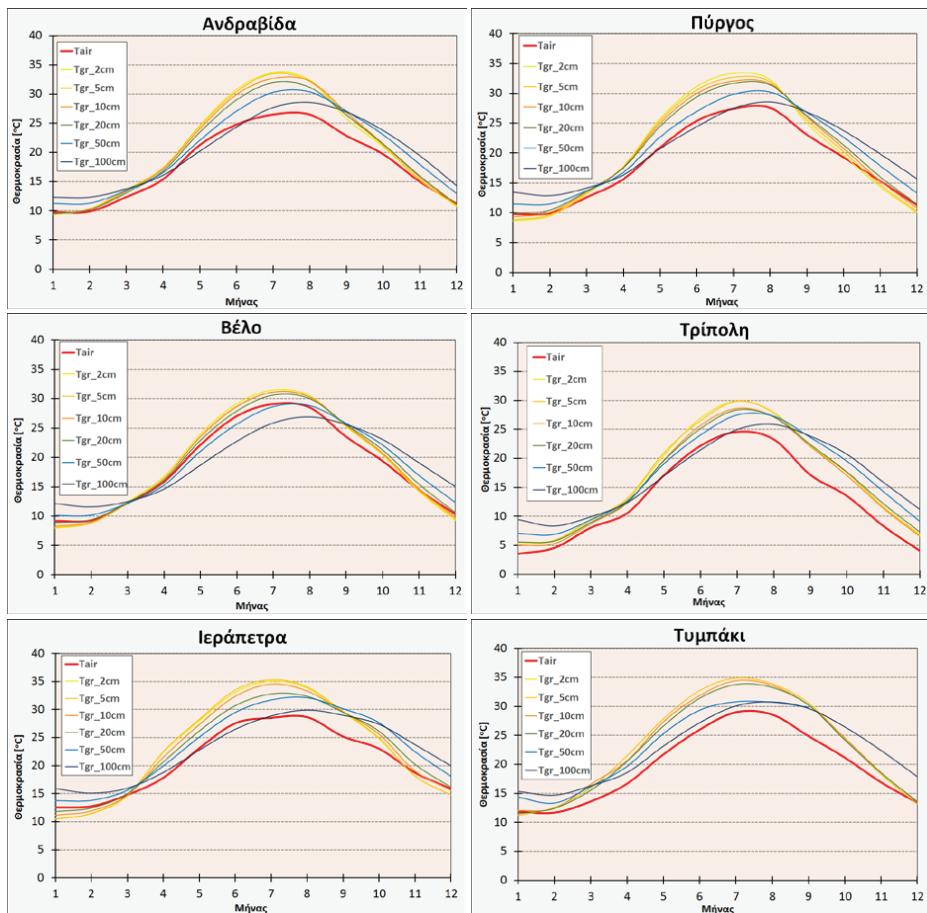 Ανδραβίδα
Θερμοκρασία [°C]
40
35
30
25
20
15
10
5
0
Tair
Tgr_2cm
Tgr_5cm
Tgr_10cm
Tgr_20cm
Tgr_50cm
Tgr_100cm
1 2 3 4 5 6 7 8 9 10 11 12
Μήνας
Πύργος
Θερμοκρασία [°C]
40
35
30
25
20
15
10
5
0
Tair
Tgr_2cm
Tgr_5cm
Tgr_10cm
Tgr_20cm
Tgr_50cm
Tgr_100cm
1 2 3 4 5 6 7 8 9 10 11 12
Μήνας
Βέλο
Θερμοκρασία [°C]
40
35
30
25
20
15
10
5
0
Tair
Tgr_2cm
Tgr_5cm
Tgr_10cm
Tgr_20cm
Tgr_50cm
Tgr_100cm
1 2 3 4 5 6 7 8 9 10 11 12
Μήνας
Τρίπολη
Θερμοκρασία [°C]
40
35
30
25
20
15
10
5
0
Tair
Tgr_2cm
Tgr_5cm
Tgr_10cm
Tgr_20cm
Tgr_50cm
Tgr_100cm
1 2 3 4 5 6 7 8 9 10 11 12
Μήνας
Ιεράπετρα
Θερμοκρασία [°C]
40
35
30
25
20
15
10
5
0
Tair
Tgr_2cm
Tgr_5cm
Tgr_10cm
Tgr_20cm
Tgr_50cm
Tgr_100cm
1 2 3 4 5 6 7 8 9 10 11 12
Μήνας
Τυμπάκι
Θερμοκρασία [°C]
40
35
30
25
20
15
10
5
0
Tair
Tgr_2cm
Tgr_5cm
Tgr_10cm
Tgr_20cm
Tgr_50cm
Tgr_100cm
1 2 3 4 5 6 7 8 9 10 11 12
Μήνας